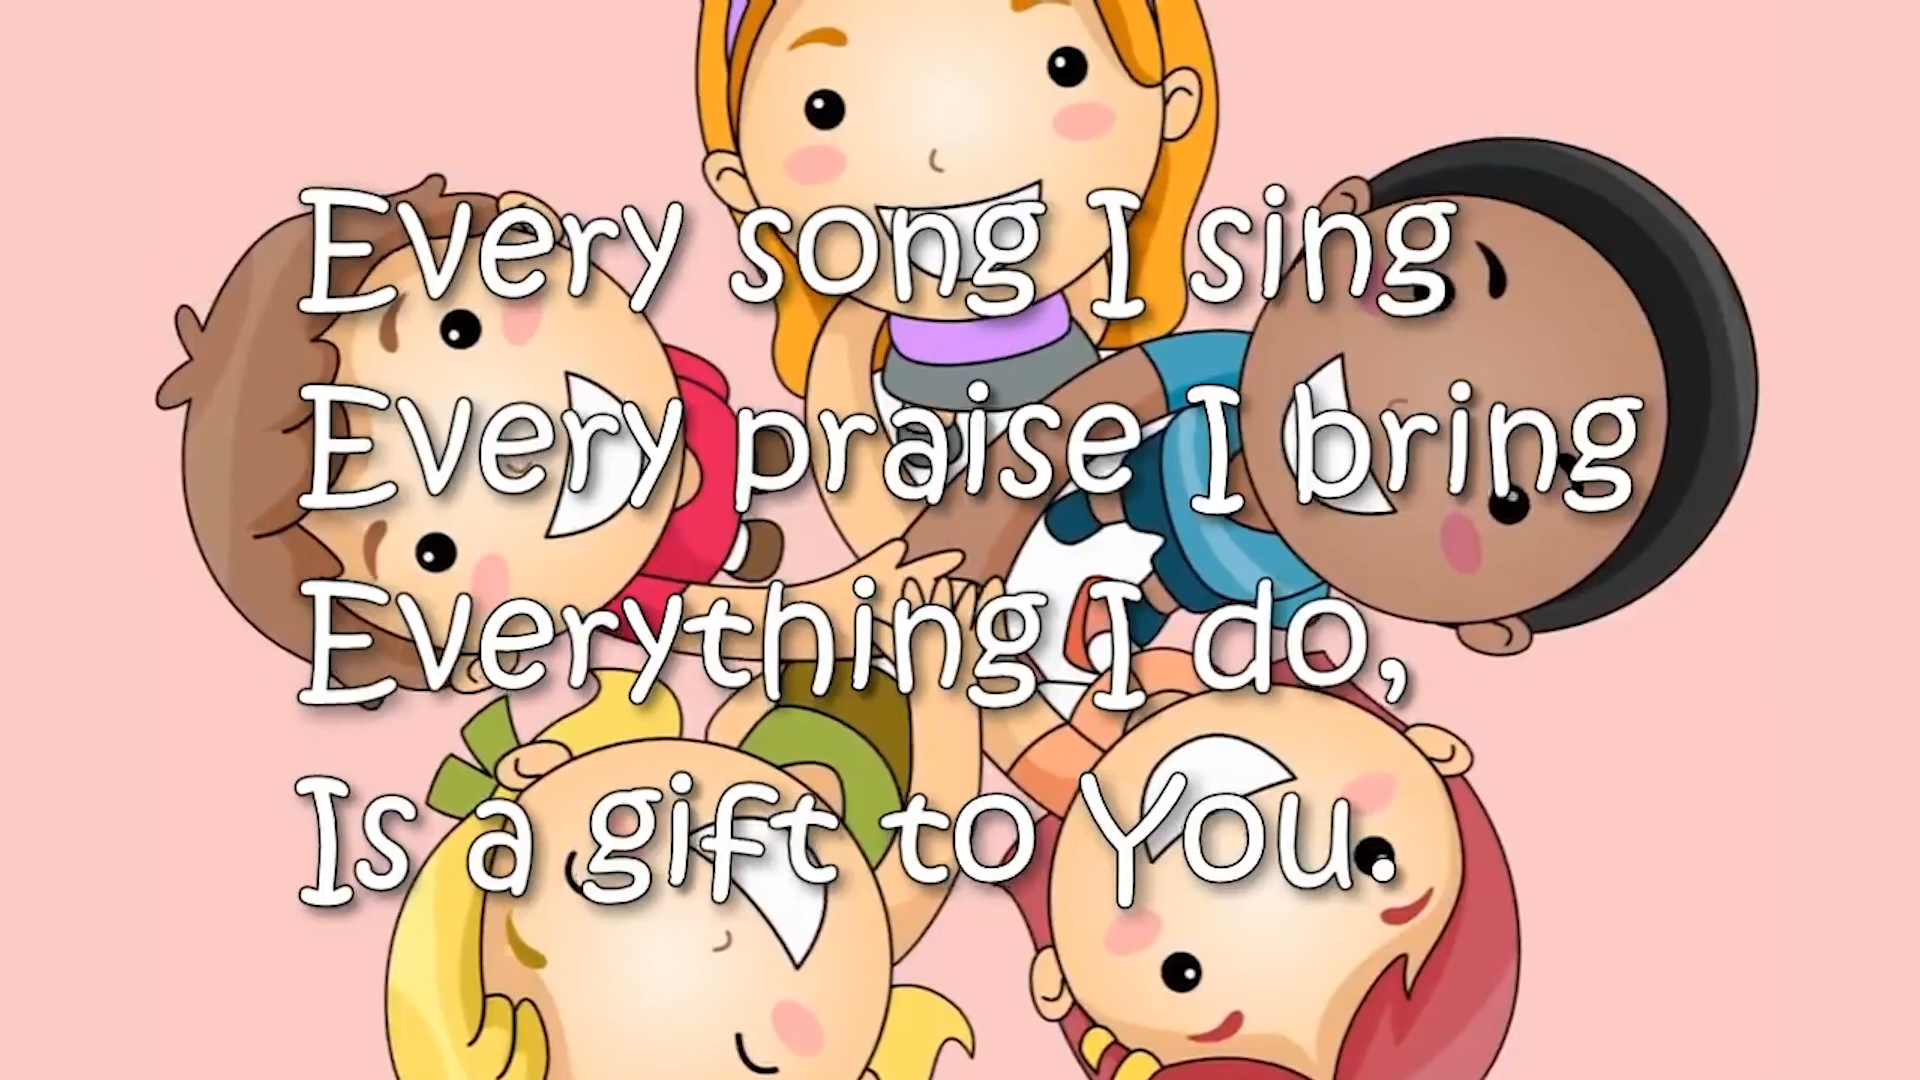 Every song I sing
Every praise I bring
Everything I do,
Is a gift to You.